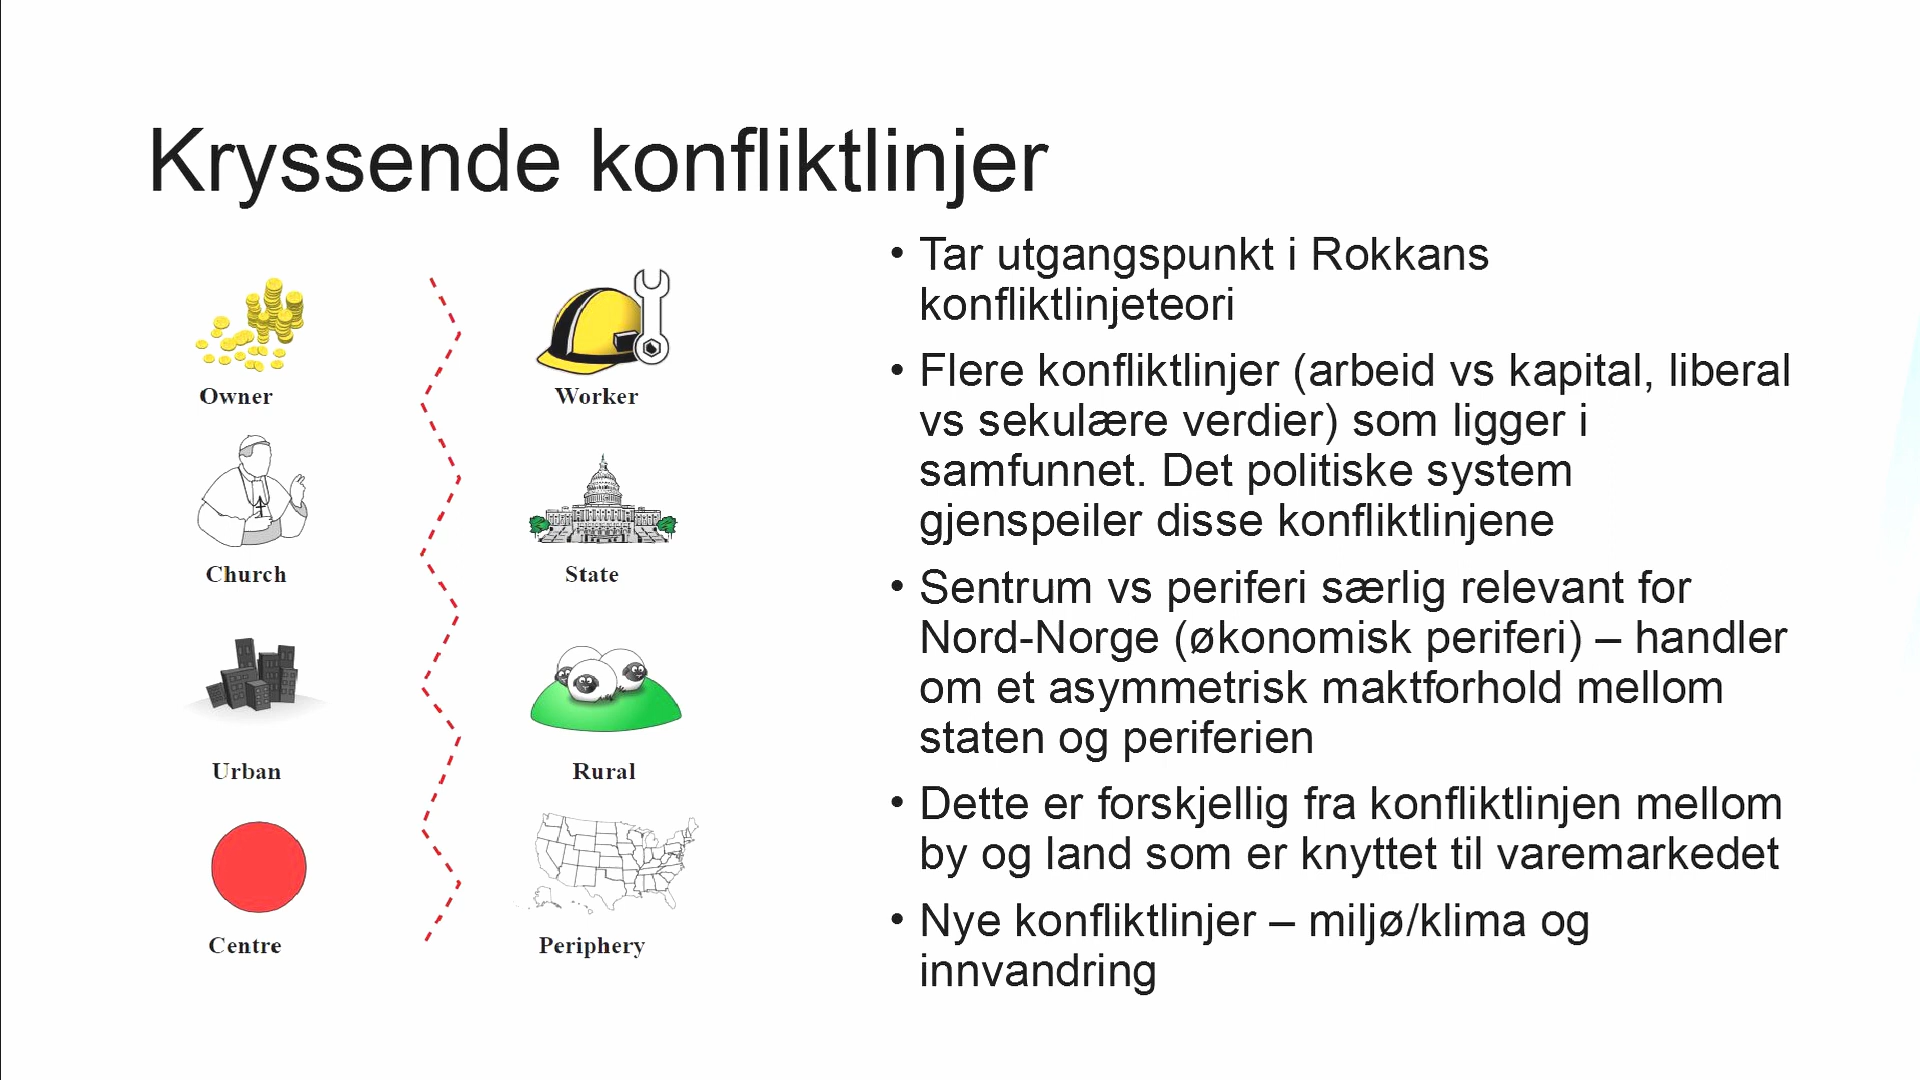 Kryssende konfliktlinjer
Owner
Worker
Church
State
Urban
Rural
Centre
Periphery
• Tar utgangspunkt i Rokkans
konfliktlinjeteori
• Flere konfliktlinjer (arbeid vs kapital, liberal
vs sekulære verdier) som ligger i
samfunnet. Det politiske system
gjenspeiler disse konfliktlinjene
• Sentrum vs periferi særlig relevant for
Nord-Norge (økonomisk periferi) – handler
om et asymmetrisk maktforhold mellom
staten og periferien
• Dette er forskjellig fra konfliktlinjen mellom
by og land som er knyttet til varemarkedet
• Nye konfliktlinjer – miljø/klima og
innvandring